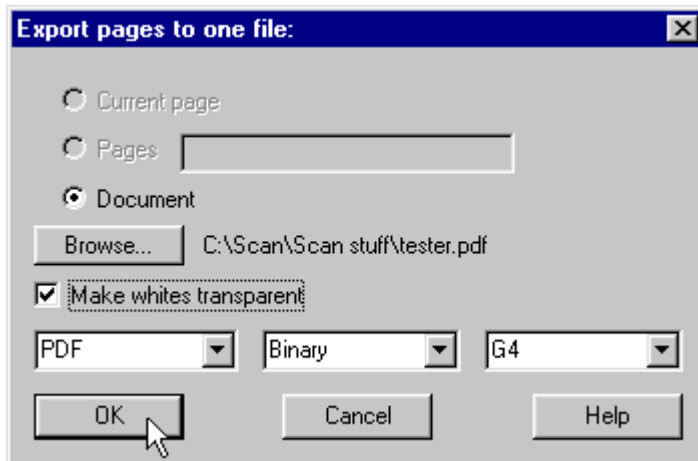 Export pages to one file:
Current page
Pages
Document
Browse... C:\Scan\Scan stuff\tester.pdf
Make whites transparent
PDF Binary G4
OK Cancel Help